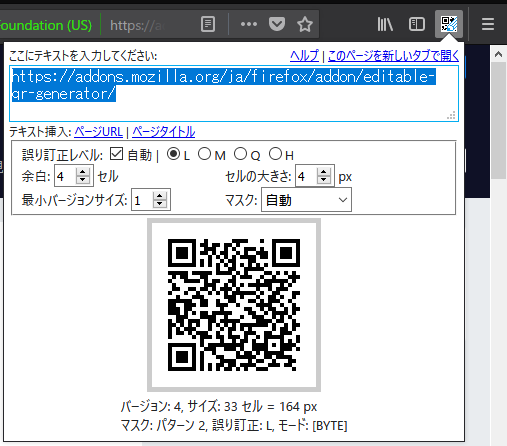 Foundation (US) https://a
ここにテキストを入力してください: ヘルプ | このページを新しいタブで開く
https://addons.mozilla.org/ja/firefox/addon/editable-
qr-generator/
テキスト挿入: ページURL | ページタイトル
誤り訂正レベル: 自動 | L M Q H
余白: 4 セル セルの大きさ: 4 px
最小バージョンサイズ: 1 マスク: 自動
バージョン: 4, サイズ: 33 セル = 164 px
マスク: パターン 2, 誤り訂正: L, モード: [BYTE]